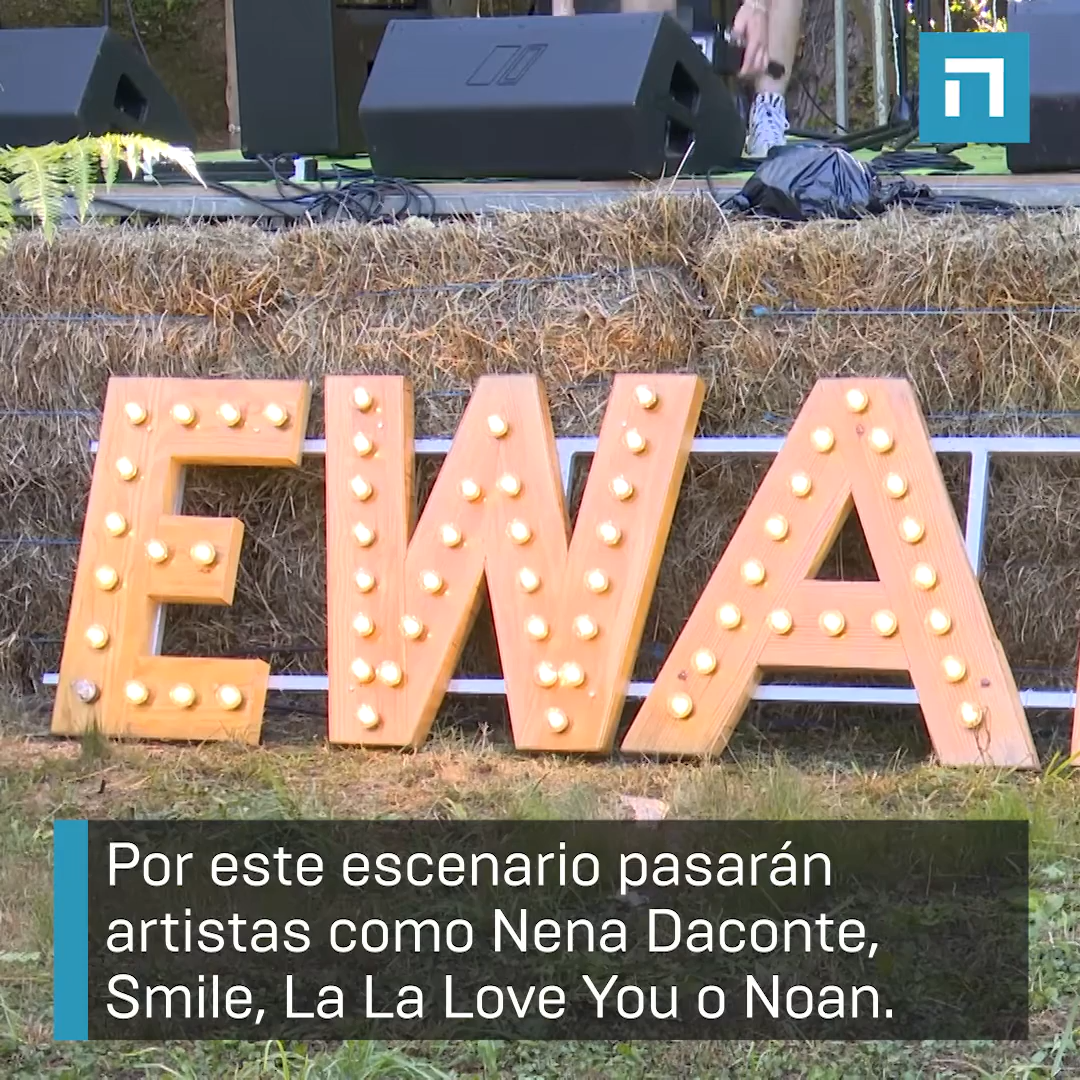 EWA
Por este escenario pasarán
artistas como Nena Daconte,
Smile, La La Love You o Noan.